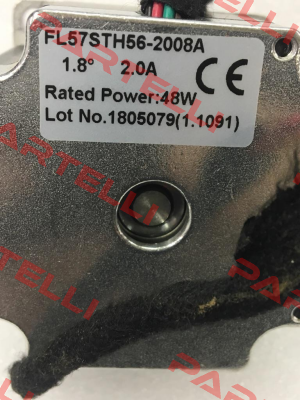 FL57STH56-2008A
1.8° 2.0A
CE
Rated Power:48W
Lot No.1805079(1.1091)
PARTELLI
PARTELLI
PARTELLI